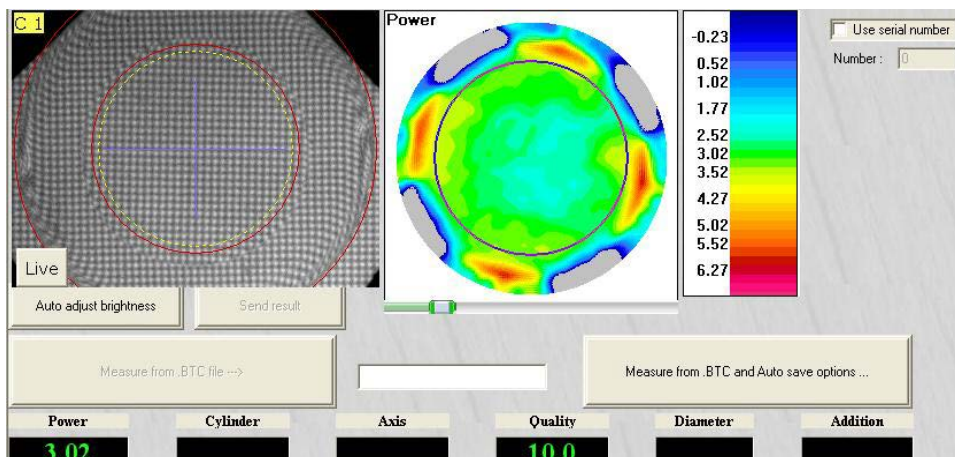 C 1
Live
Power
-0.23
0.52
1.02
1.77
2.52
3.02
3.52
4.27
5.02
5.52
6.27
Use serial number
Number :
0
Auto adjust brightness
Send result
Measure from .BTC file --->
Measure from .BTC and Auto save options ...
Power Cylinder Axis Quality Diameter Addition
3.02 10.0